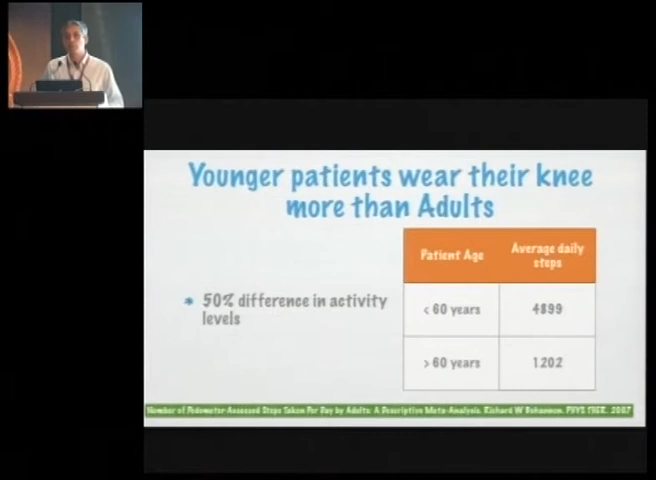 Younger patients wear their knee
more than Adults
* 50% difference in activity
levels
Patient Age
Average daily
steps
< 60 years
4899
> 60 years
1202
Number of Pedometer-Assessed Steps Taken Per Day by Adults: A Descriptive Meta-Analysis. Richard W Bohannon. PHYS THER. 2007